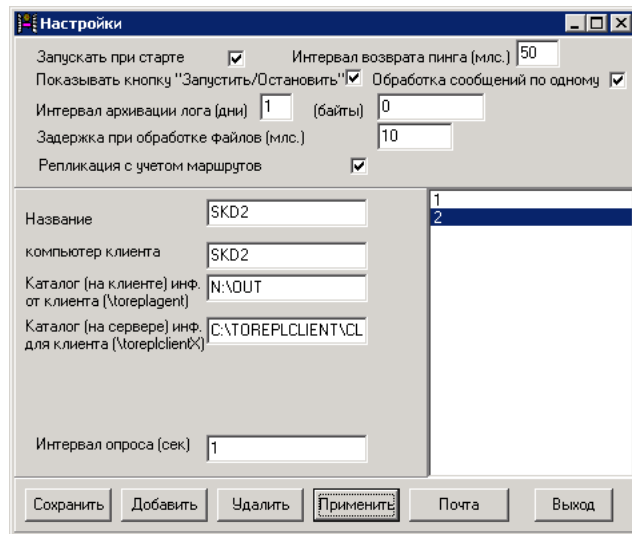 Настройки
Запускать при старте Интервал возврата пинга (млс.) 50
Показывать кнопку "Запустить/Остановить" Обработка сообщений по одному
Интервал архивации лога (дни) 1 (байты) 0
Задержка при обработке файлов (млс.) 10
Репликация с учетом маршрутов
Название SKD2
компьютер клиента SKD2
Каталог (на клиенте) инф. N:\OUT
от клиента (\toreplagent)
Каталог (на сервере) инф. C:\TOREPLCLIENT\CL
для клиента (\toreplclientX)
Интервал опроса (сек) 1
1
2
Сохранить Добавить Удалить Применить Почта Выход